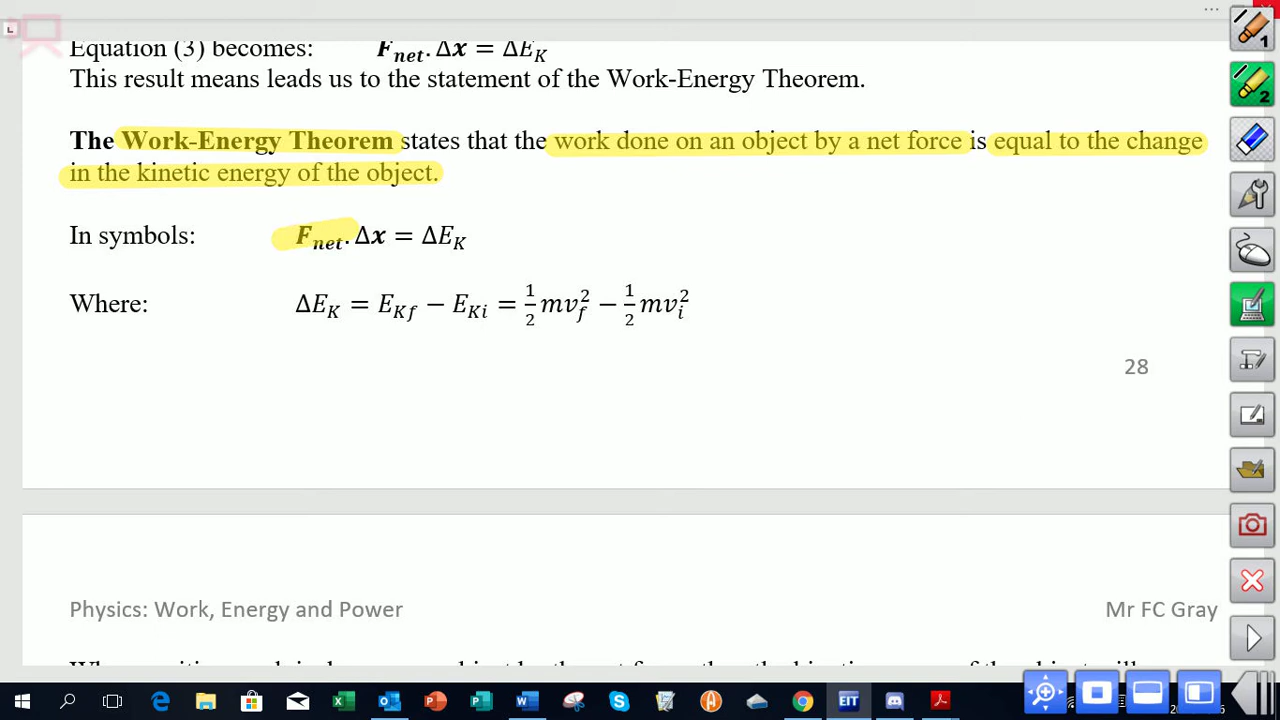 Equation (3) becomes: F_net.Δx = ΔE_K
This result means leads us to the statement of the Work-Energy Theorem.
The Work-Energy Theorem states that the work done on an object by a net force is equal to the change
in the kinetic energy of the object.
In symbols: F_net.Δx = ΔE_K
Where: ΔE_K = E_Kf − E_Ki = 1/2 mv_f^2 − 1/2 mv_i^2
28
Physics: Work, Energy and Power Mr FC Gray
1
2
EIT